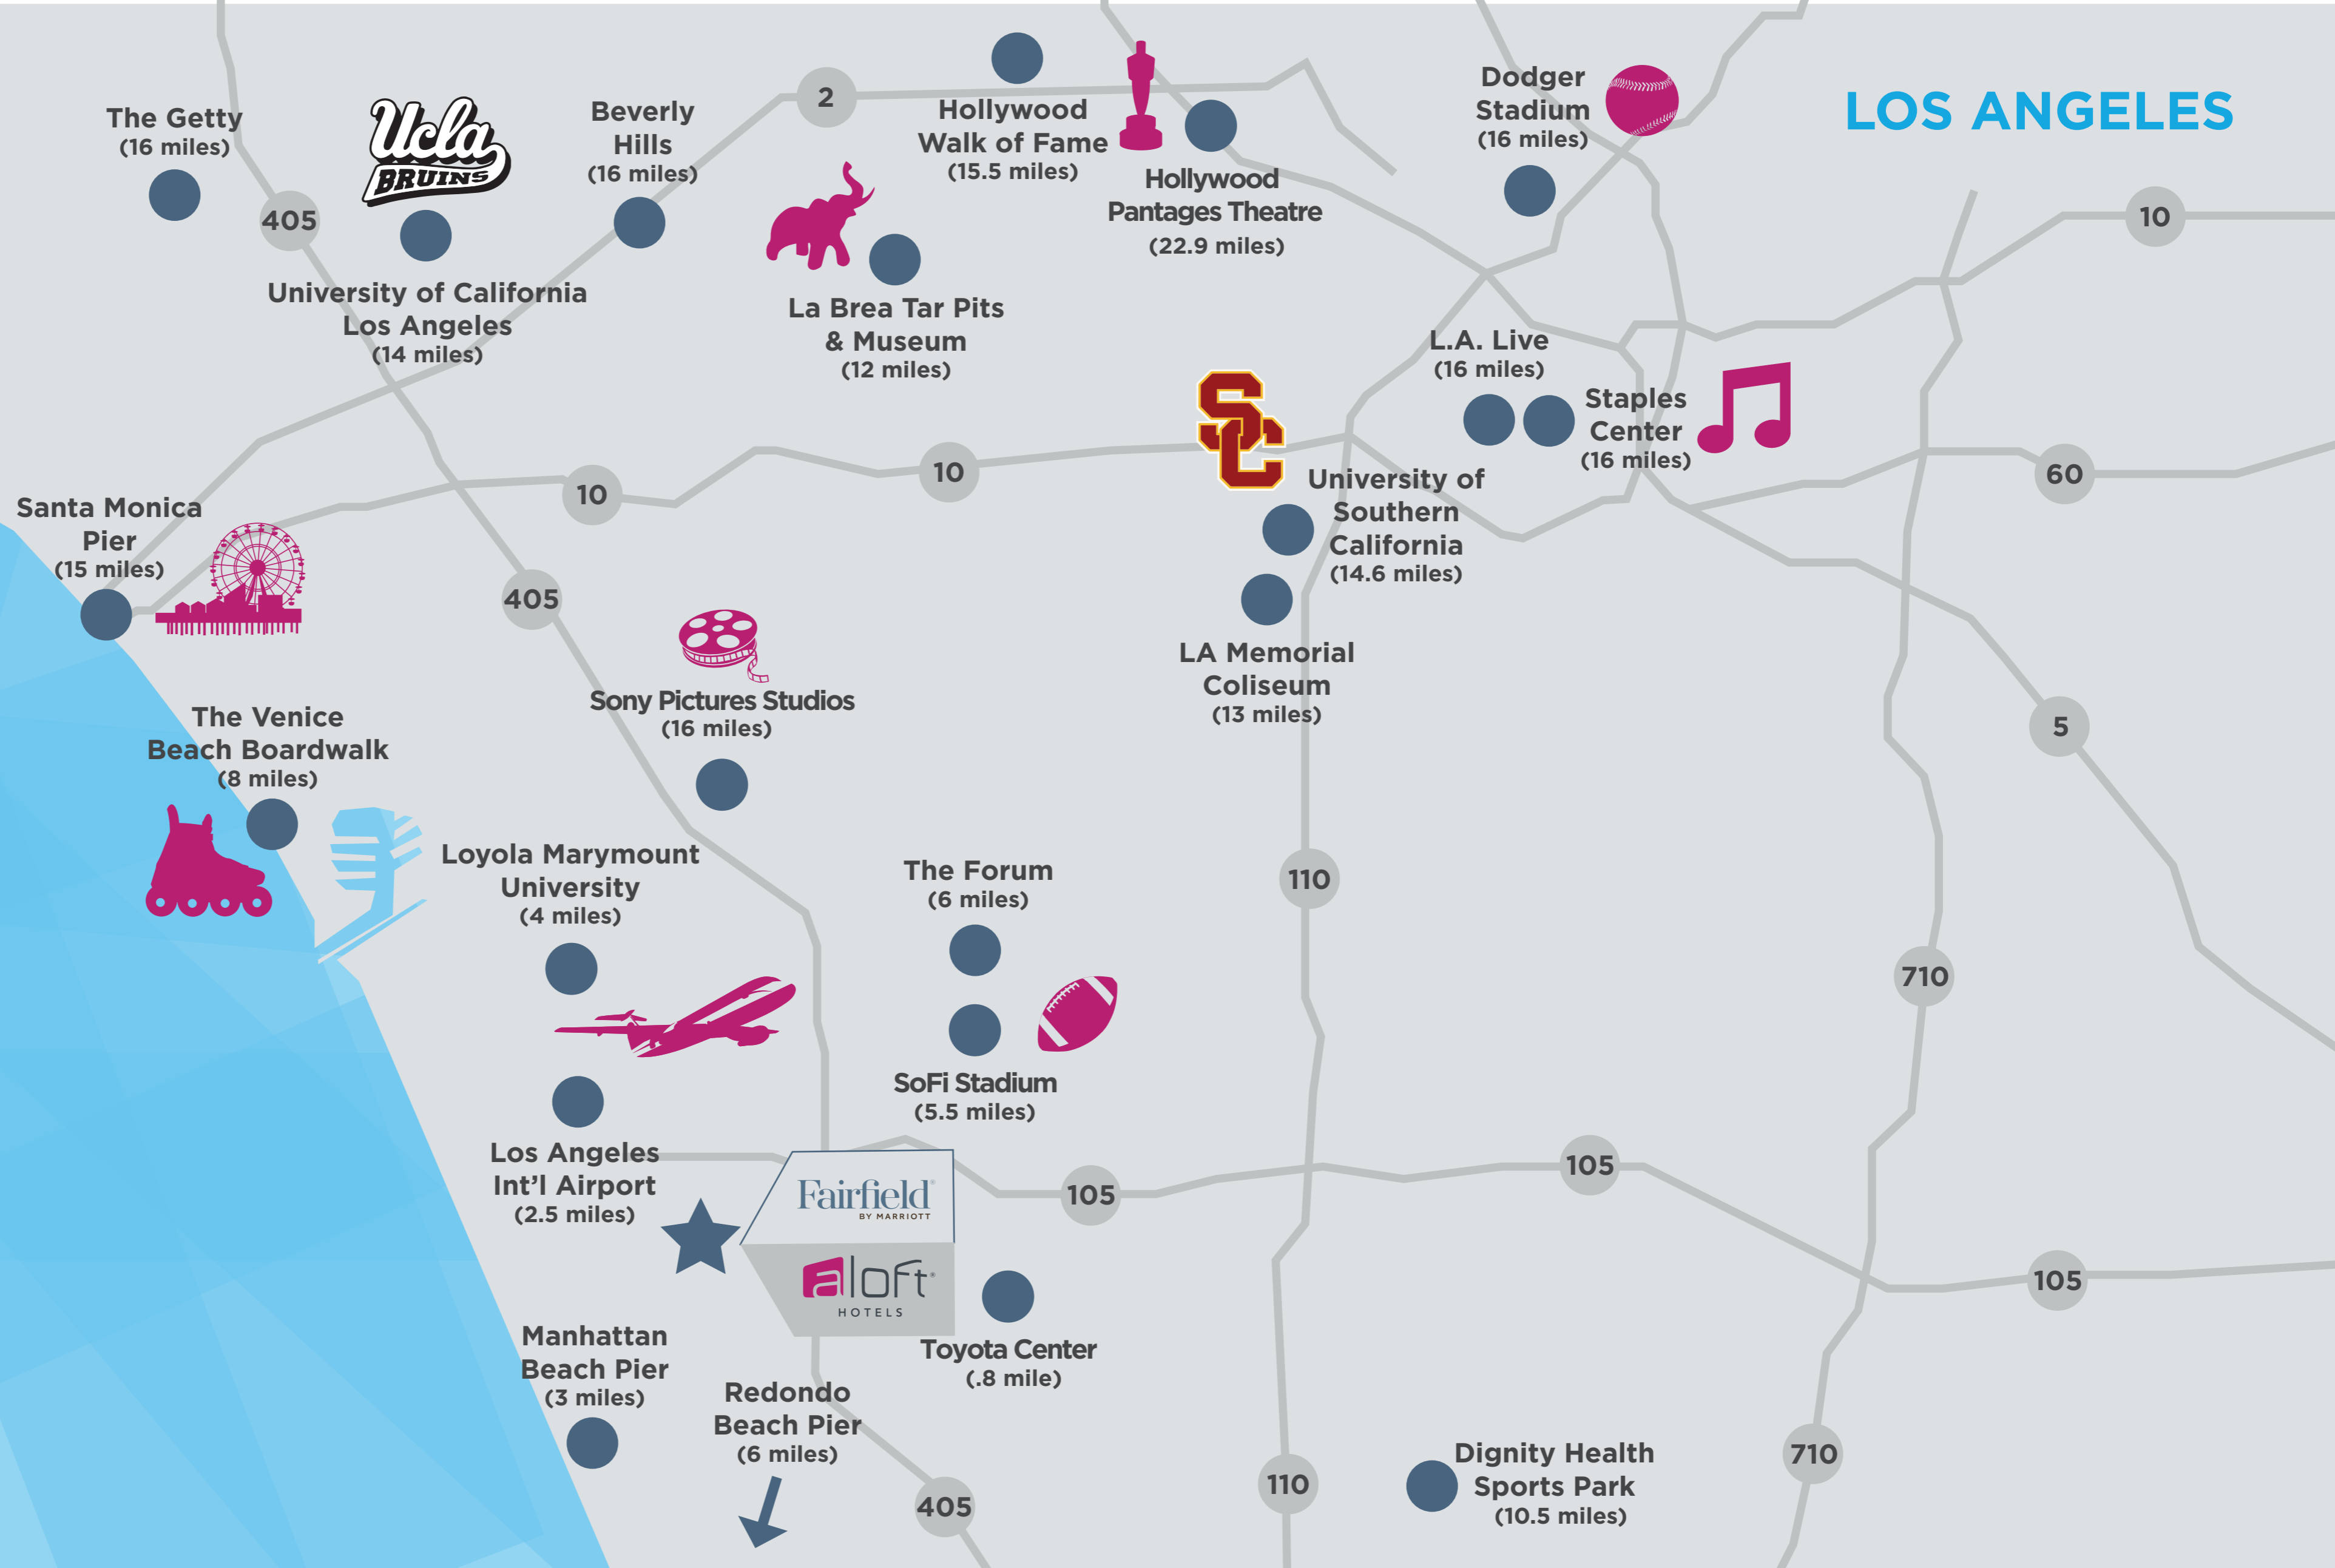 LOS ANGELES
The Getty
(16 miles)
405
Ucla
BRUINS
University of California
Los Angeles
(14 miles)
Beverly
Hills
(16 miles)
2
Hollywood
Walk of Fame
(15.5 miles)
Hollywood
Pantages Theatre
(22.9 miles)
Dodger
Stadium
(16 miles)
10
La Brea Tar Pits
& Museum
(12 miles)
L.A. Live
(16 miles)
Staples
Center
(16 miles)
60
SC
University of
Southern
California
(14.6 miles)
10
10
Santa Monica
Pier
(15 miles)
405
Sony Pictures Studios
(16 miles)
LA Memorial
Coliseum
(13 miles)
5
The Venice
Beach Boardwalk
(8 miles)
Loyola Marymount
University
(4 miles)
The Forum
(6 miles)
110
710
SoFi Stadium
(5.5 miles)
Los Angeles
Int'l Airport
(2.5 miles)
Fairfield®
BY MARRIOTT
105
105
105
aloft®
HOTELS
Toyota Center
(.8 mile)
Manhattan
Beach Pier
(3 miles)
Redondo
Beach Pier
(6 miles)
405
110
Dignity Health
Sports Park
(10.5 miles)
710